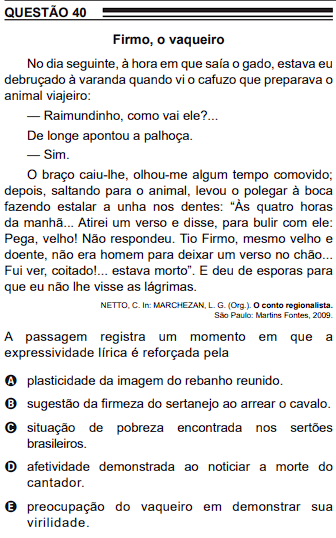 QUESTÃO 40
Firmo, o vaqueiro
No dia seguinte, à hora em que saía o gado, estava eu
debruçado à varanda quando vi o cafuzo que preparava o
animal viajeiro:
— Raimundinho, como vai ele?...
De longe apontou a palhoça.
— Sim.
O braço caiu-lhe, olhou-me algum tempo comovido;
depois, saltando para o animal, levou o polegar à boca
fazendo estalar a unha nos dentes: “Às quatro horas
da manhã... Atirei um verso e disse, para bulir com ele:
Pega, velho! Não respondeu. Tio Firmo, mesmo velho e
doente, não era homem para deixar um verso no chão...
Fui ver, coitado!... estava morto”. E deu de esporas para
que eu não lhe visse as lágrimas.
NETTO, C. In: MARCHEZAN, L. G. (Org.). O conto regionalista.
São Paulo: Martins Fontes, 2009.
A passagem registra um momento em que a
expressividade lírica é reforçada pela
A plasticidade da imagem do rebanho reunido.
B sugestão da firmeza do sertanejo ao arrear o cavalo.
C situação de pobreza encontrada nos sertões
brasileiros.
D afetividade demonstrada ao noticiar a morte do
cantador.
E preocupação do vaqueiro em demonstrar sua
virilidade.